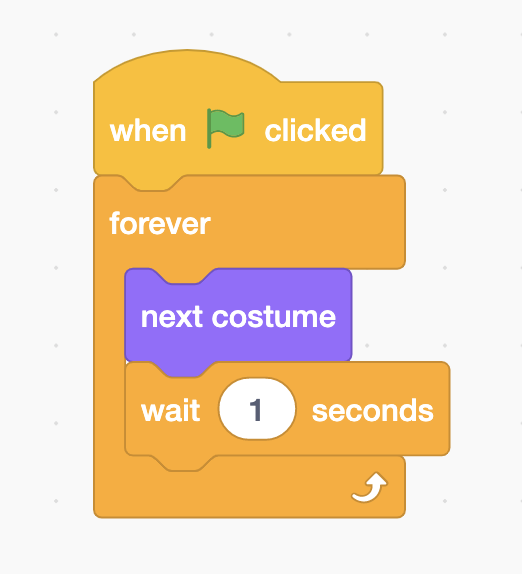 when clicked
forever
next costume
wait 1 seconds